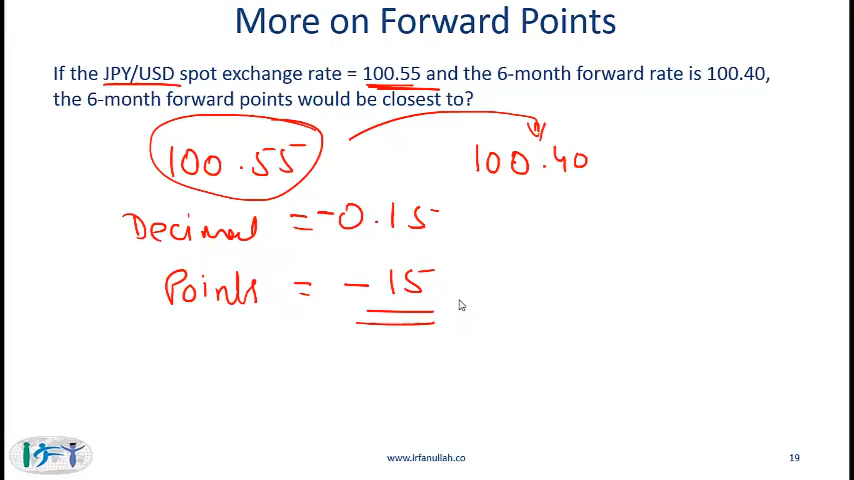 More on Forward Points
If the JPY/USD spot exchange rate = 100.55 and the 6-month forward rate is 100.40,
the 6-month forward points would be closest to?
100.55 100.40
Decimal = -0.15
Points = -15
www.irfanullah.co 19